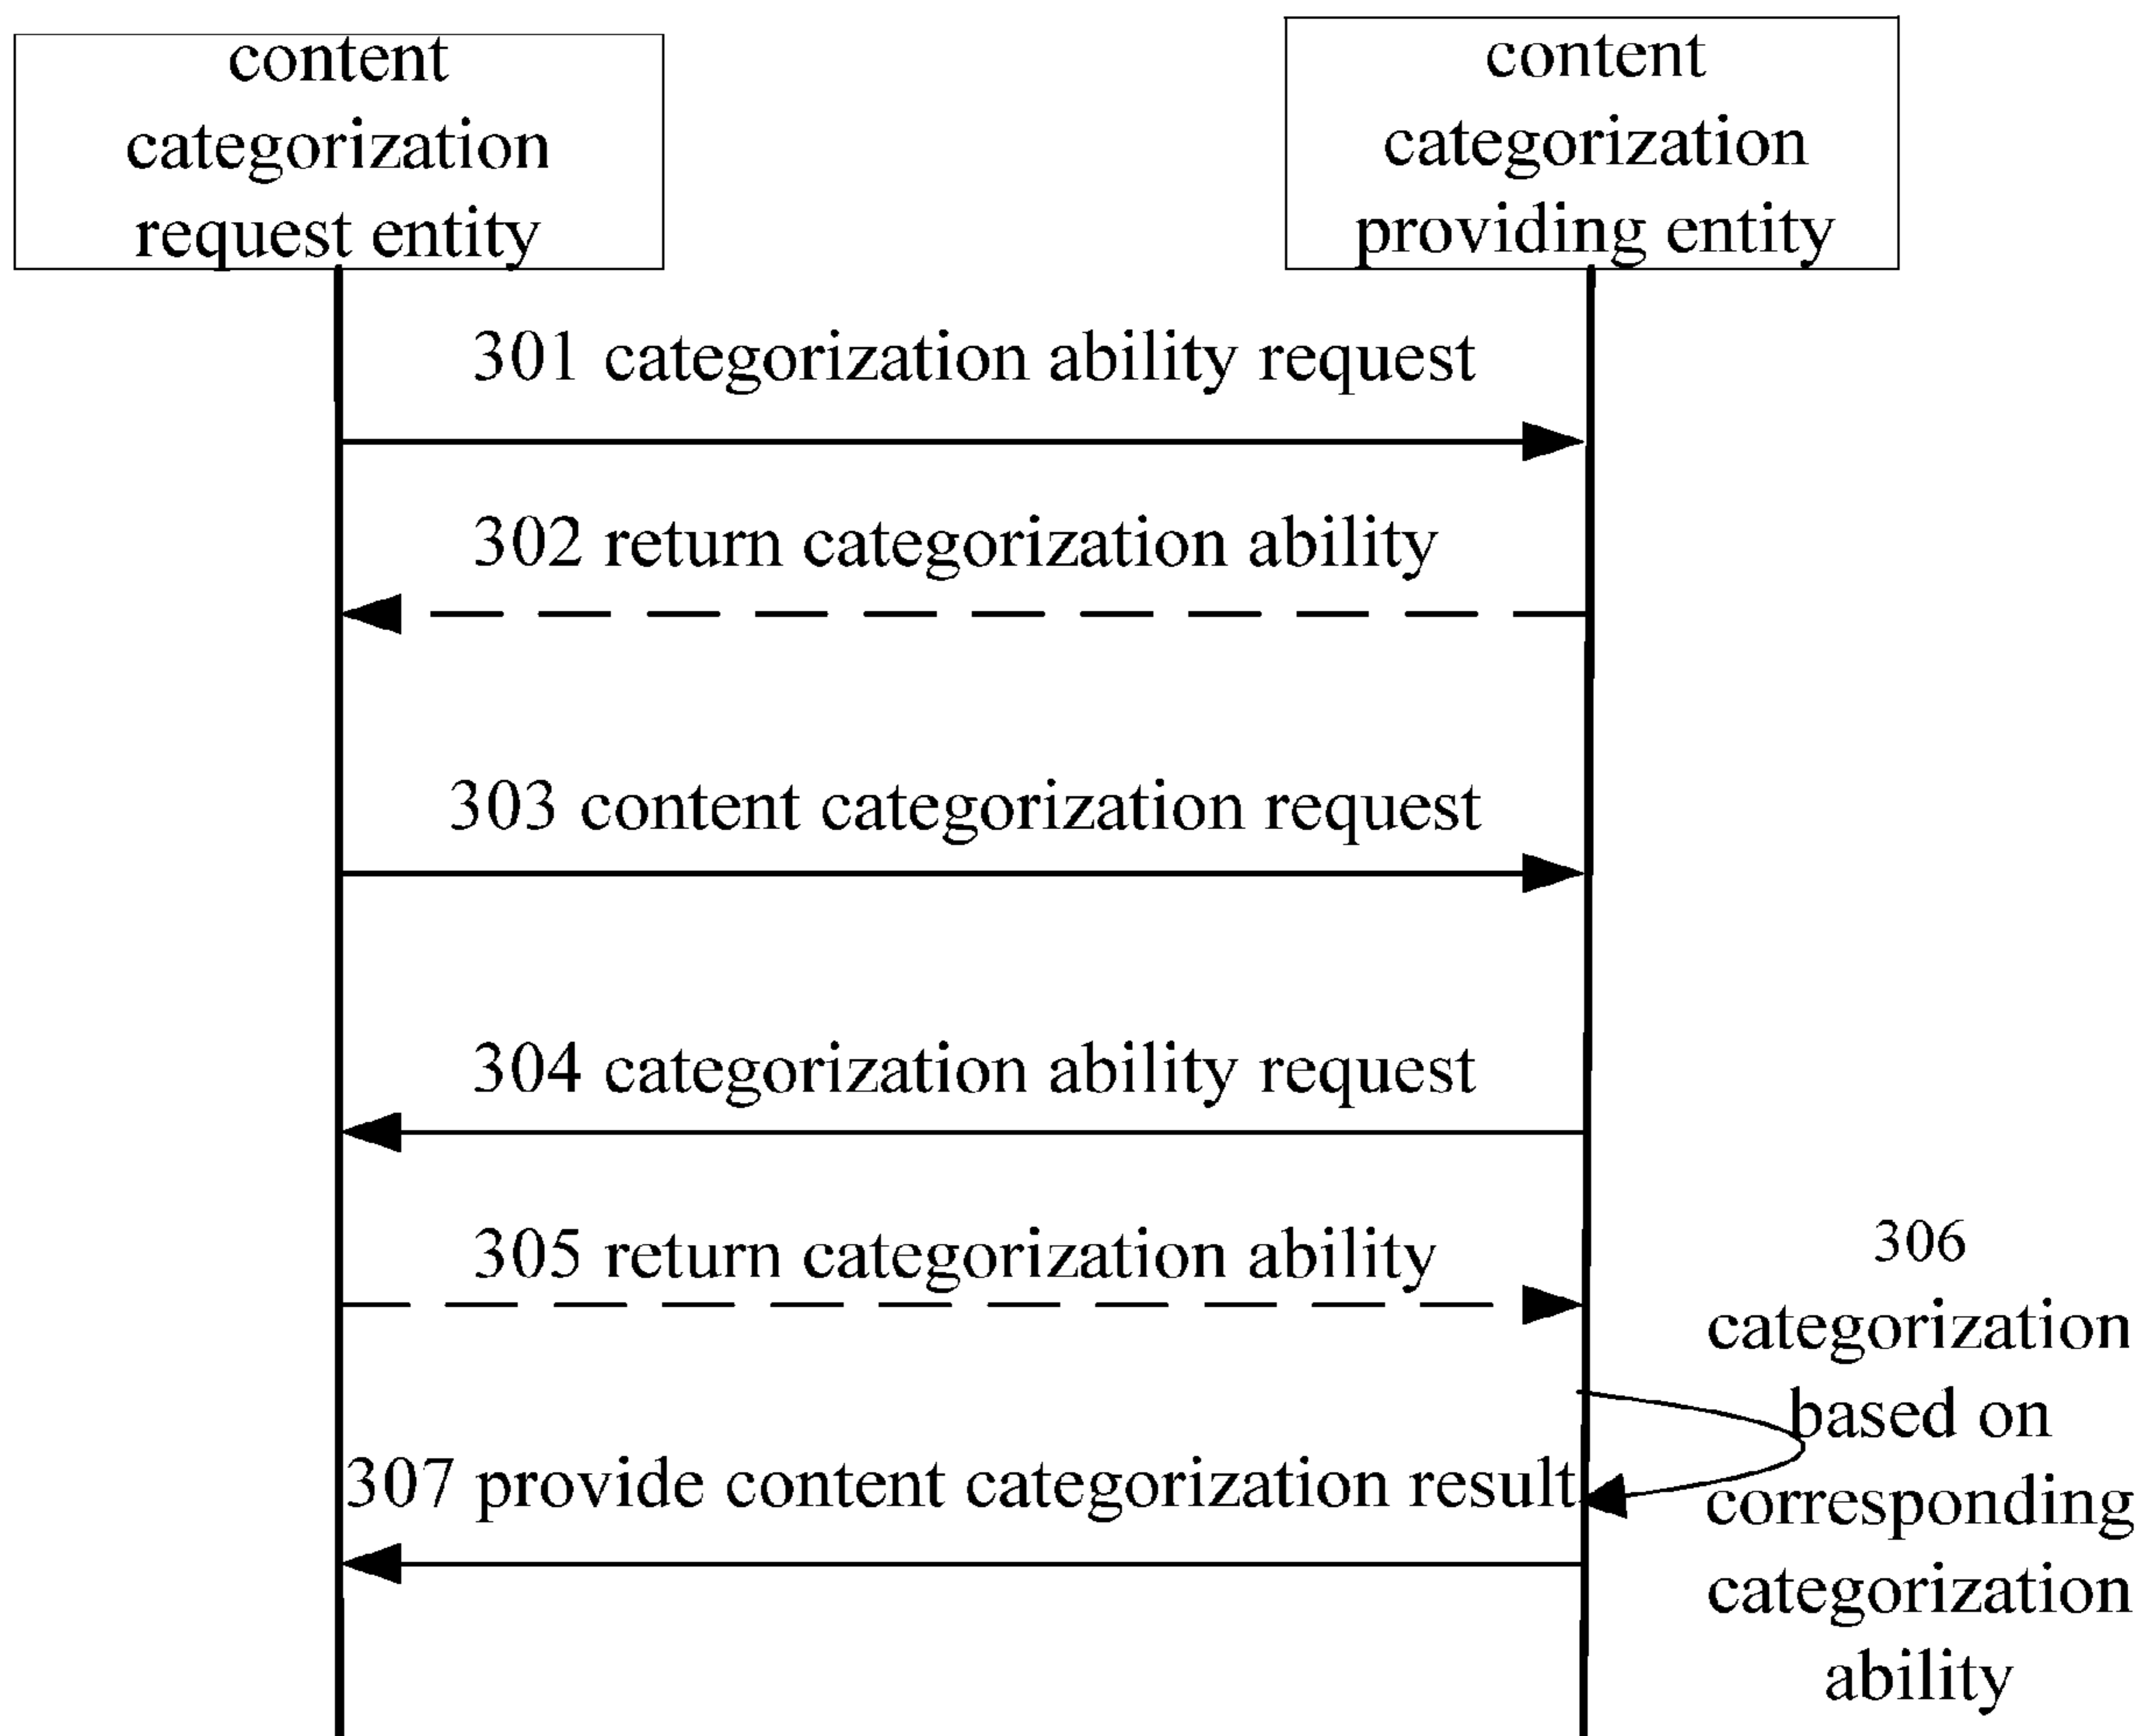 content
categorization
request entity
content
categorization
providing entity
301 categorization ability request
302 return categorization ability
303 content categorization request
304 categorization ability request
305 return categorization ability
306
categorization
based on
corresponding
categorization
ability
307 provide content categorization result